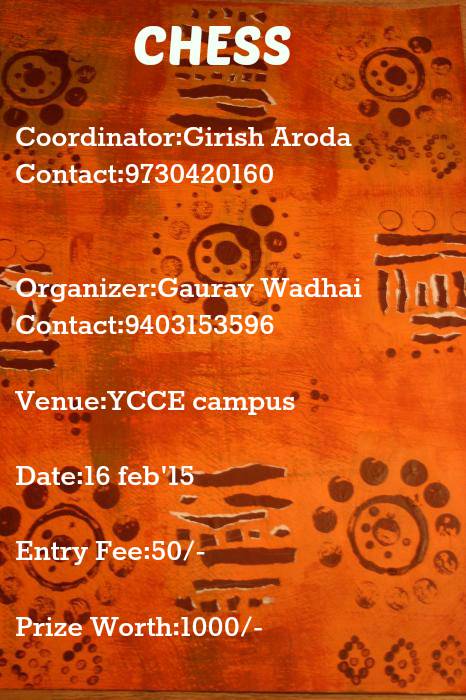 CHESS
Coordinator:Girish Aroda
Contact:9730420160
Organizer:Gaurav Wadhai
Contact:9403153596
Venue:YCCE campus
Date:16 feb'15
Entry Fee:50/-
Prize Worth:1000/-